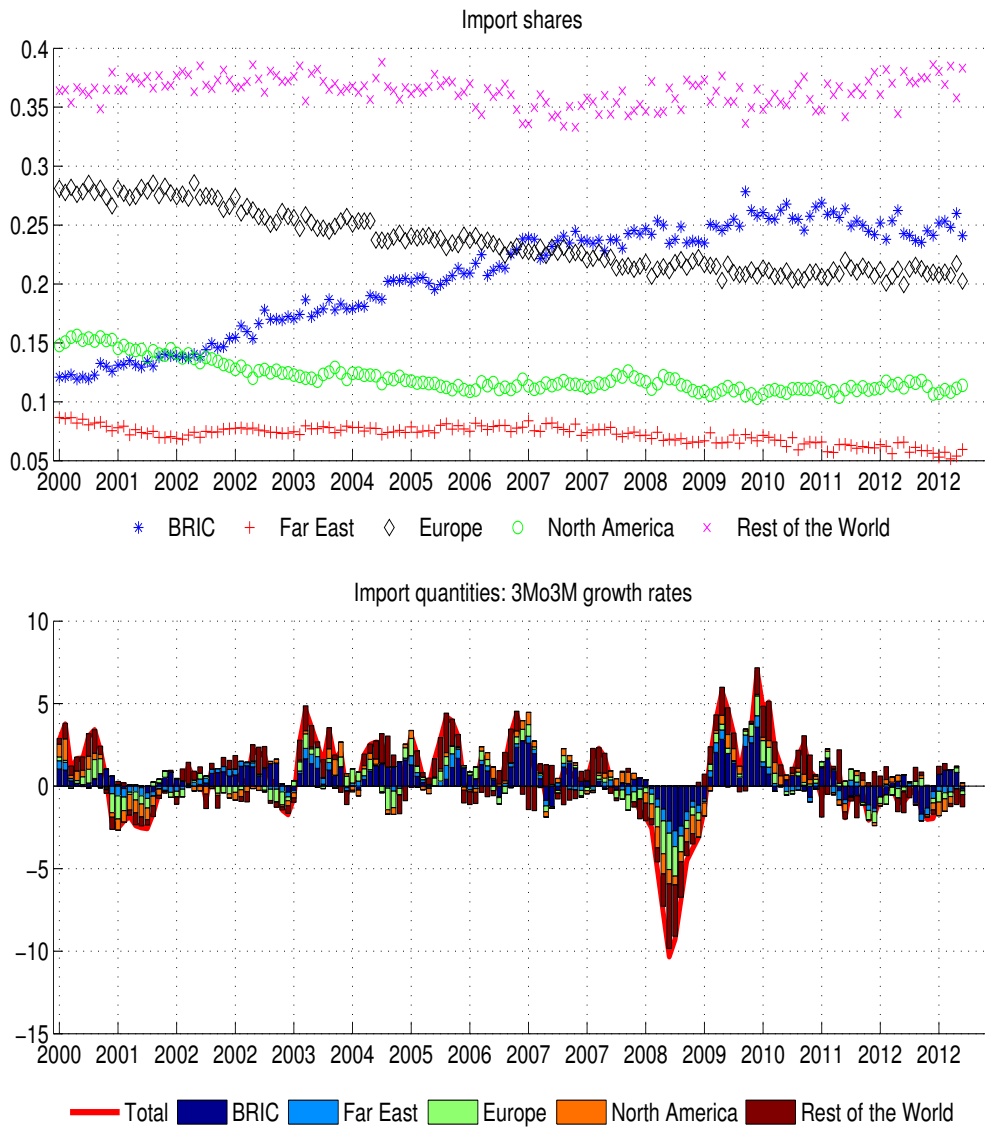 Import shares
0.4
0.35
0.3
0.25
0.2
0.15
0.1
0.05
2000 2001 2002 2002 2003 2004 2005 2006 2007 2007 2008 2009 2010 2011 2012 2012
BRIC Far East Europe North America Rest of the World
Import quantities: 3Mo3M growth rates
10
5
0
−5
−10
−15
2000 2001 2002 2002 2003 2004 2005 2006 2007 2007 2008 2009 2010 2011 2012 2012
Total BRIC Far East Europe North America Rest of the World